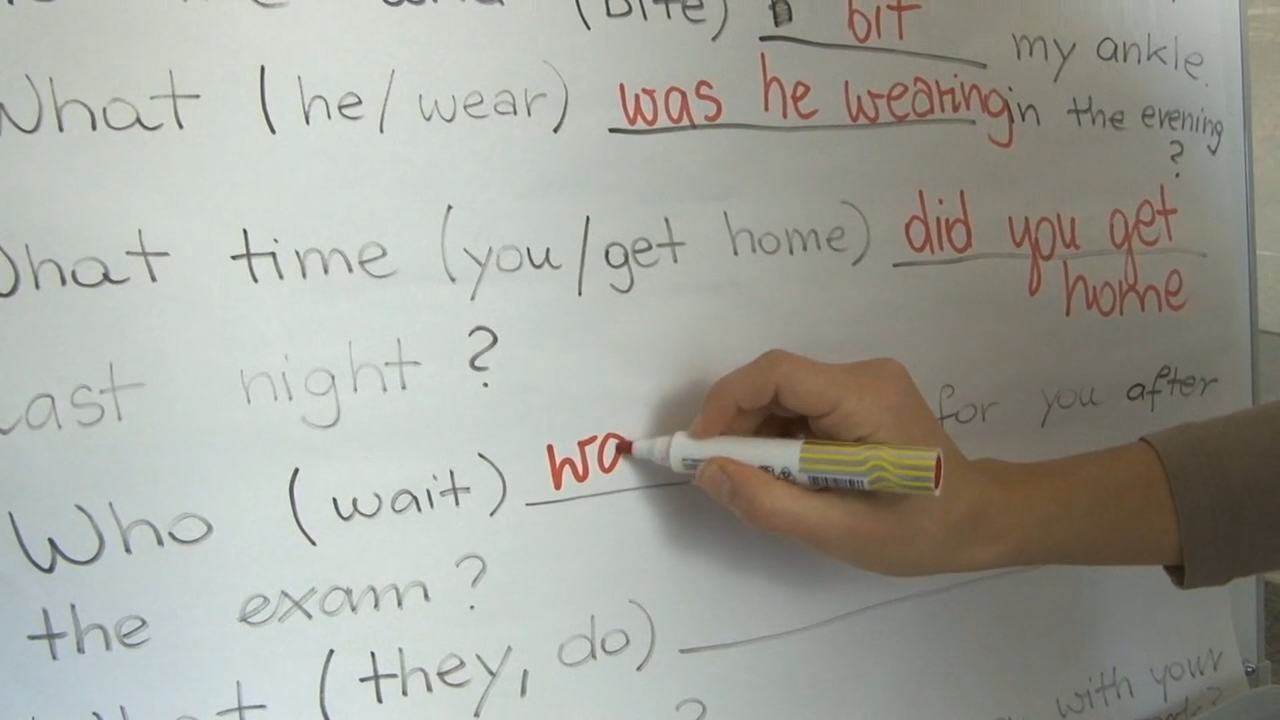 (bite) bit my ankle.
What (he/wear) was he wearing in the evening
?
What time (you/get home) did you get
home
Last night ?
Who (wait) wa for you after
the exam ?
(they, do)
with your
?